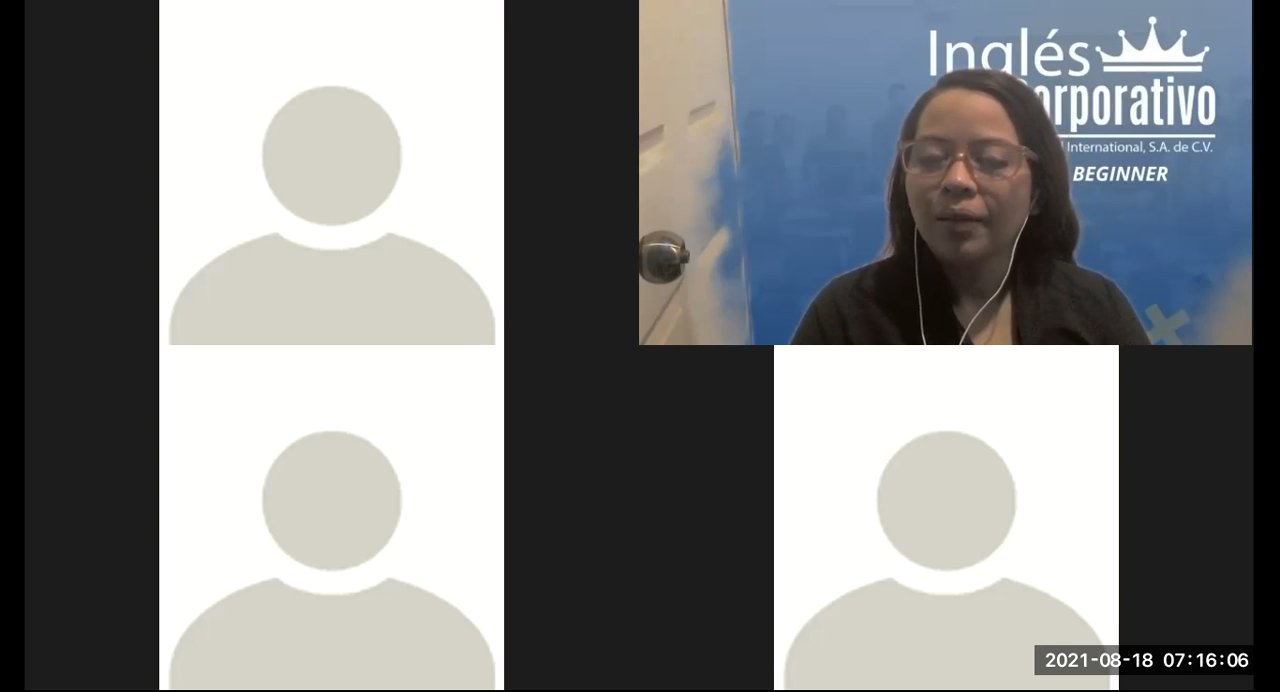 Inglés
orporativo
International, S.A. de C.V.
BEGINNER
2021-08-18 07:16:06